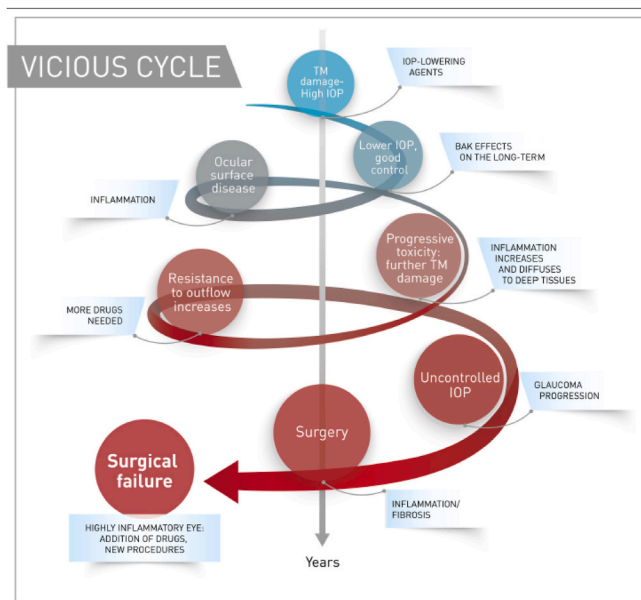 VICIOUS CYCLE
TM
damage-
High IOP
IOP-LOWERING
AGENTS
Lower IOP,
good
control
BAK EFFECTS
ON THE LONG-TERM
Ocular
surface
disease
INFLAMMATION
Progressive
toxicity:
further TM
damage
INFLAMMATION
INCREASES
AND DIFFUSES
TO DEEP TISSUES
Resistance
to outflow
increases
MORE DRUGS
NEEDED
Uncontrolled
IOP
GLAUCOMA
PROGRESSION
Surgery
INFLAMMATION/
FIBROSIS
Surgical
failure
HIGHLY INFLAMMATORY EYE:
ADDITION OF DRUGS,
NEW PROCEDURES
Years